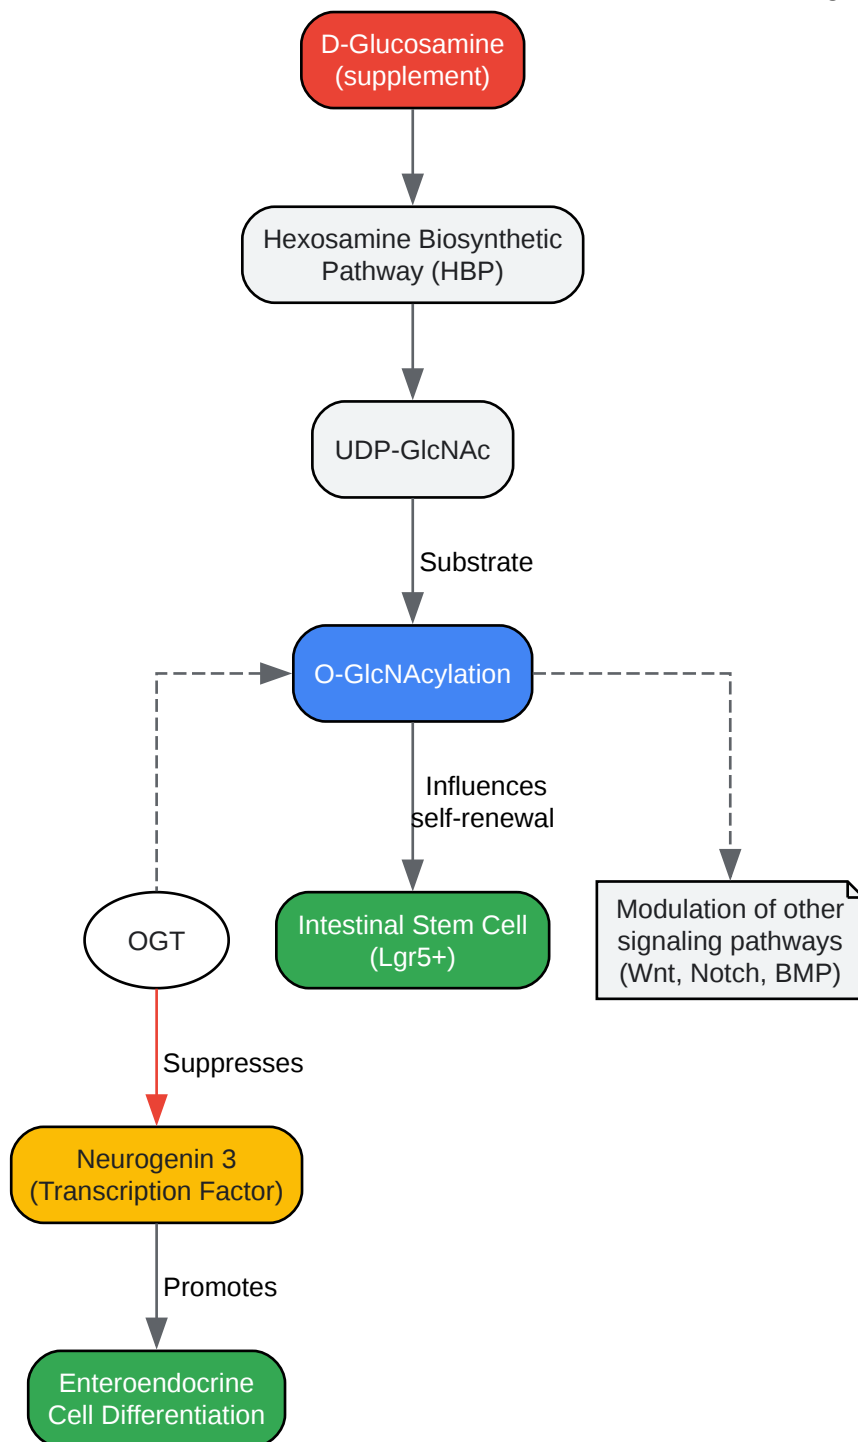 D-Glucosamine
(supplement)
Hexosamine Biosynthetic
Pathway (HBP)
UDP-GlcNAc
Substrate
O-GlcNAcylation
Influences
self-renewal
OGT
Intestinal Stem Cell
(Lgr5+)
Modulation of other
signaling pathways
(Wnt, Notch, BMP)
Suppresses
Neurogenin 3
(Transcription Factor)
Promotes
Enteroendocrine
Cell Differentiation